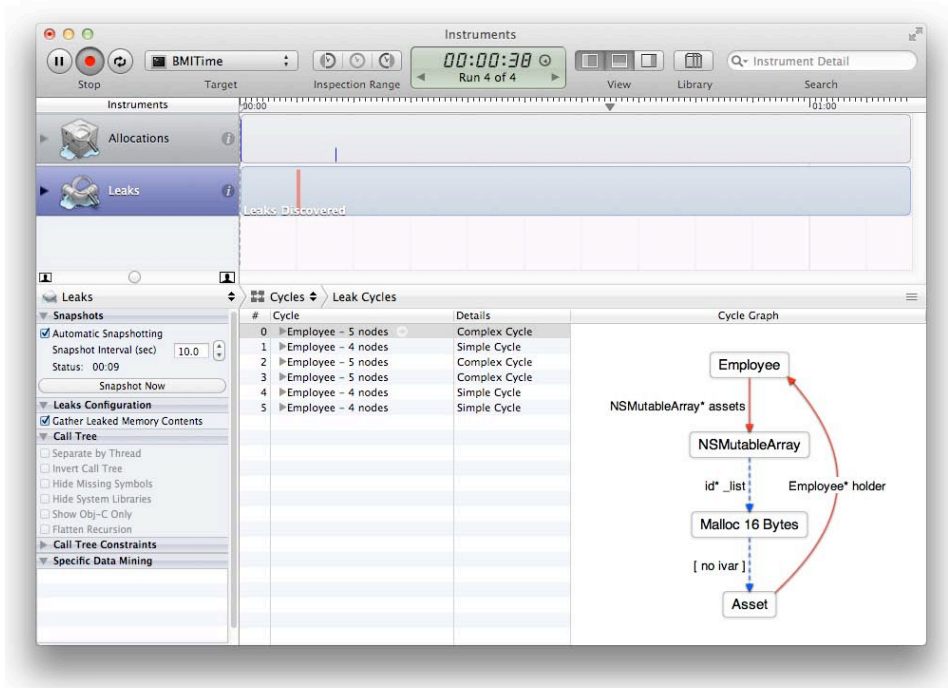 Instruments
BMITime
00:00:38
Run 4 of 4
Instrument Detail
Stop
Target
Inspection Range
View
Library
Search
Instruments
00:00
01:00
Allocations
Leaks
Leaks Discovered
Leaks
Cycles
Leak Cycles
Snapshots
Automatic Snapshotting
Snapshot Interval (sec) 10.0
Status: 00:09
Snapshot Now
Leaks Configuration
Gather Leaked Memory Contents
Call Tree
Separate by Thread
Invert Call Tree
Hide Missing Symbols
Hide System Libraries
Show Obj-C Only
Flatten Recursion
Call Tree Constraints
Specific Data Mining
# Cycle Details
0 Employee - 5 nodes Complex Cycle
1 Employee - 4 nodes Simple Cycle
2 Employee - 5 nodes Complex Cycle
3 Employee - 5 nodes Complex Cycle
4 Employee - 4 nodes Simple Cycle
5 Employee - 4 nodes Simple Cycle
Cycle Graph
Employee
NSMutableArray* assets
NSMutableArray
id* _list
Employee* holder
Malloc 16 Bytes
[ no ivar ]
Asset